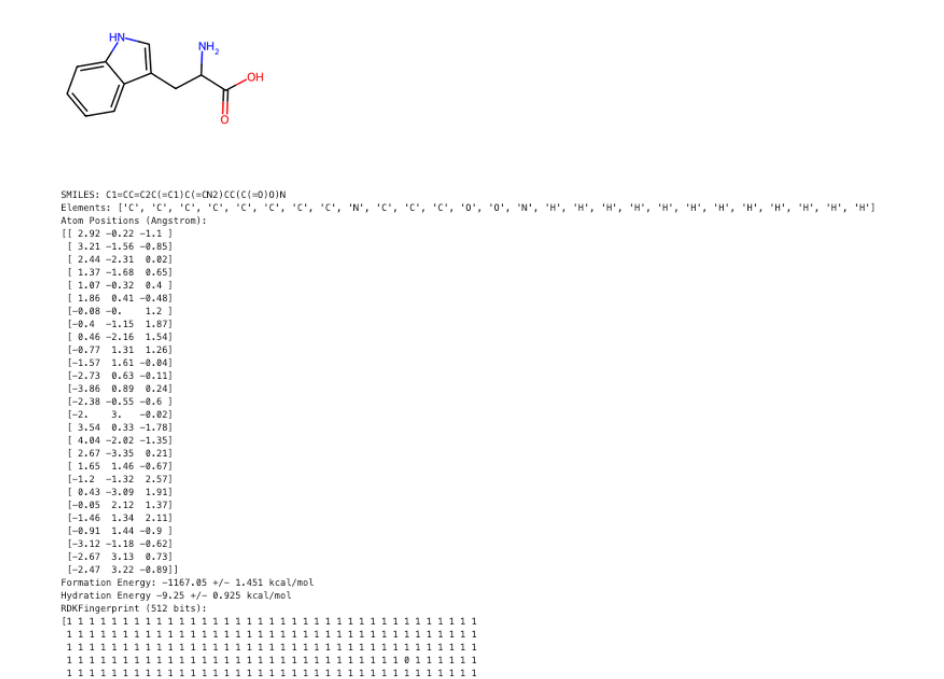 HN
NH2
OH
O
SMILES: C1=CC=C2C(=C1)C(=CN2)CC(C(=O)O)N
Elements: ['C', 'C', 'C', 'C', 'C', 'C', 'C', 'C', 'N', 'C', 'C', 'C', 'O', 'O', 'N', 'H', 'H', 'H', 'H', 'H', 'H', 'H', 'H', 'H', 'H', 'H', 'H']
Atom Positions (Angstrom):
[[ 2.92 -0.22 -1.1 ]
[ 3.21 -1.56 -0.85]
[ 2.44 -2.31 0.02]
[ 1.37 -1.68 0.65]
[ 1.07 -0.32 0.4 ]
[ 1.86 0.41 -0.48]
[-0.08 -0. 1.2 ]
[-0.4 -1.15 1.87]
[ 0.46 -2.16 1.54]
[-0.77 1.31 1.26]
[-1.57 1.61 -0.04]
[-2.73 0.63 -0.11]
[-3.86 0.89 0.24]
[-2.38 -0.55 -0.6 ]
[-2. 3. -0.02]
[ 3.54 0.33 -1.78]
[ 4.04 -2.02 -1.35]
[ 2.67 -3.35 0.21]
[ 1.65 1.46 -0.67]
[-1.2 -1.32 2.57]
[ 0.43 -3.09 1.91]
[-0.05 2.12 1.37]
[-1.46 1.34 2.11]
[-0.91 1.44 -0.9 ]
[-3.12 -1.18 -0.62]
[-2.67 3.13 0.73]
[-2.47 3.22 -0.89]]
Formation Energy: -1167.05 +/- 1.451 kcal/mol
Hydration Energy -9.25 +/- 0.925 kcal/mol
RDKFingerprint (512 bits):
[1 1 1 1 1 1 1 1 1 1 1 1 1 1 1 1 1 1 1 1 1 1 1 1 1 1 1 1 1 1 1 1 1 1 1 1 1
1 1 1 1 1 1 1 1 1 1 1 1 1 1 1 1 1 1 1 1 1 1 1 1 1 1 1 1 1 1 1 1 1 1 1 1 1
1 1 1 1 1 1 1 1 1 1 1 1 1 1 1 1 1 1 1 1 1 1 1 1 1 1 1 1 1 1 1 1 1 1 1 1 1
1 1 1 1 1 1 1 1 1 1 1 1 1 1 1 1 1 1 1 1 1 1 1 1 1 1 1 1 1 1 0 1 1 1 1 1 1
1 1 1 1 1 1 1 1 1 1 1 1 1 1 1 1 1 1 1 1 1 1 1 1 1 1 1 1 1 1 1 1 1 1 1 1 1